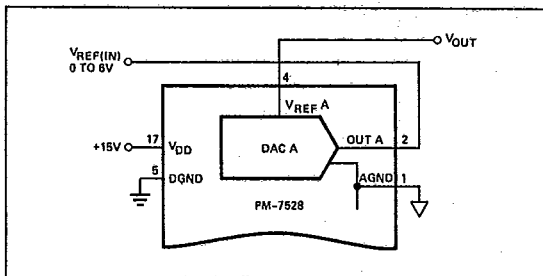 VREF(IN)
0 TO 6V
VOUT
4
VREF A
+15V
17
VDD
DAC A
OUT A
2
5
DGND
AGND
1
PM-7528